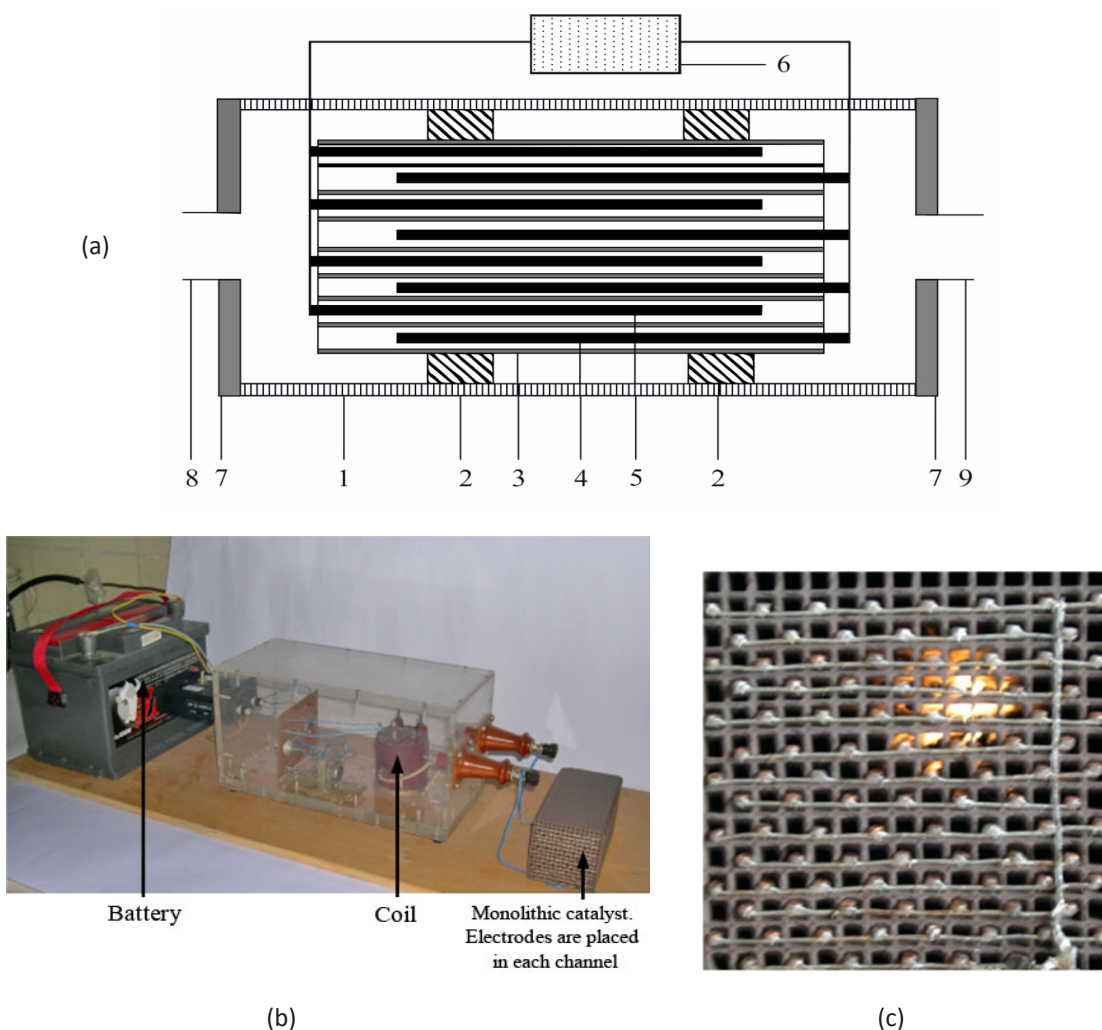 6
(a)
8 7 1 2 3 4 5 2 7 9
Battery
Coil
Monolithic catalyst.
Electrodes are placed
in each channel
(b)
(c)